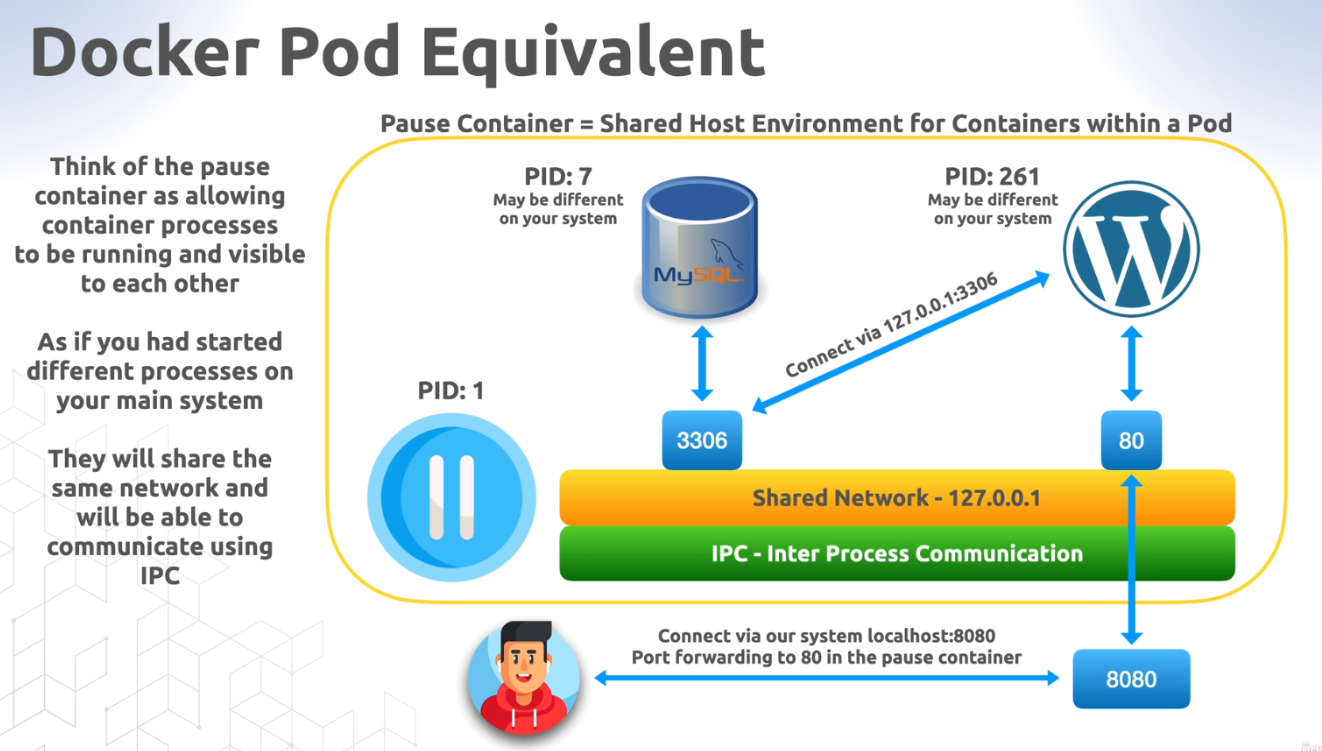 Docker Pod Equivalent
Pause Container = Shared Host Environment for Containers within a Pod
Think of the pause
container as allowing
container processes
to be running and visible
to each other
As if you had started
different processes on
your main system
They will share the
same network and
will be able to
communicate using
IPC
PID: 7
May be different
on your system
MySQL
PID: 261
May be different
on your system
W
Connect via 127.0.0.1:3306
PID: 1
3306
80
Shared Network - 127.0.0.1
IPC - Inter Process Communication
Connect via our system localhost:8080
Port forwarding to 80 in the pause container
8080